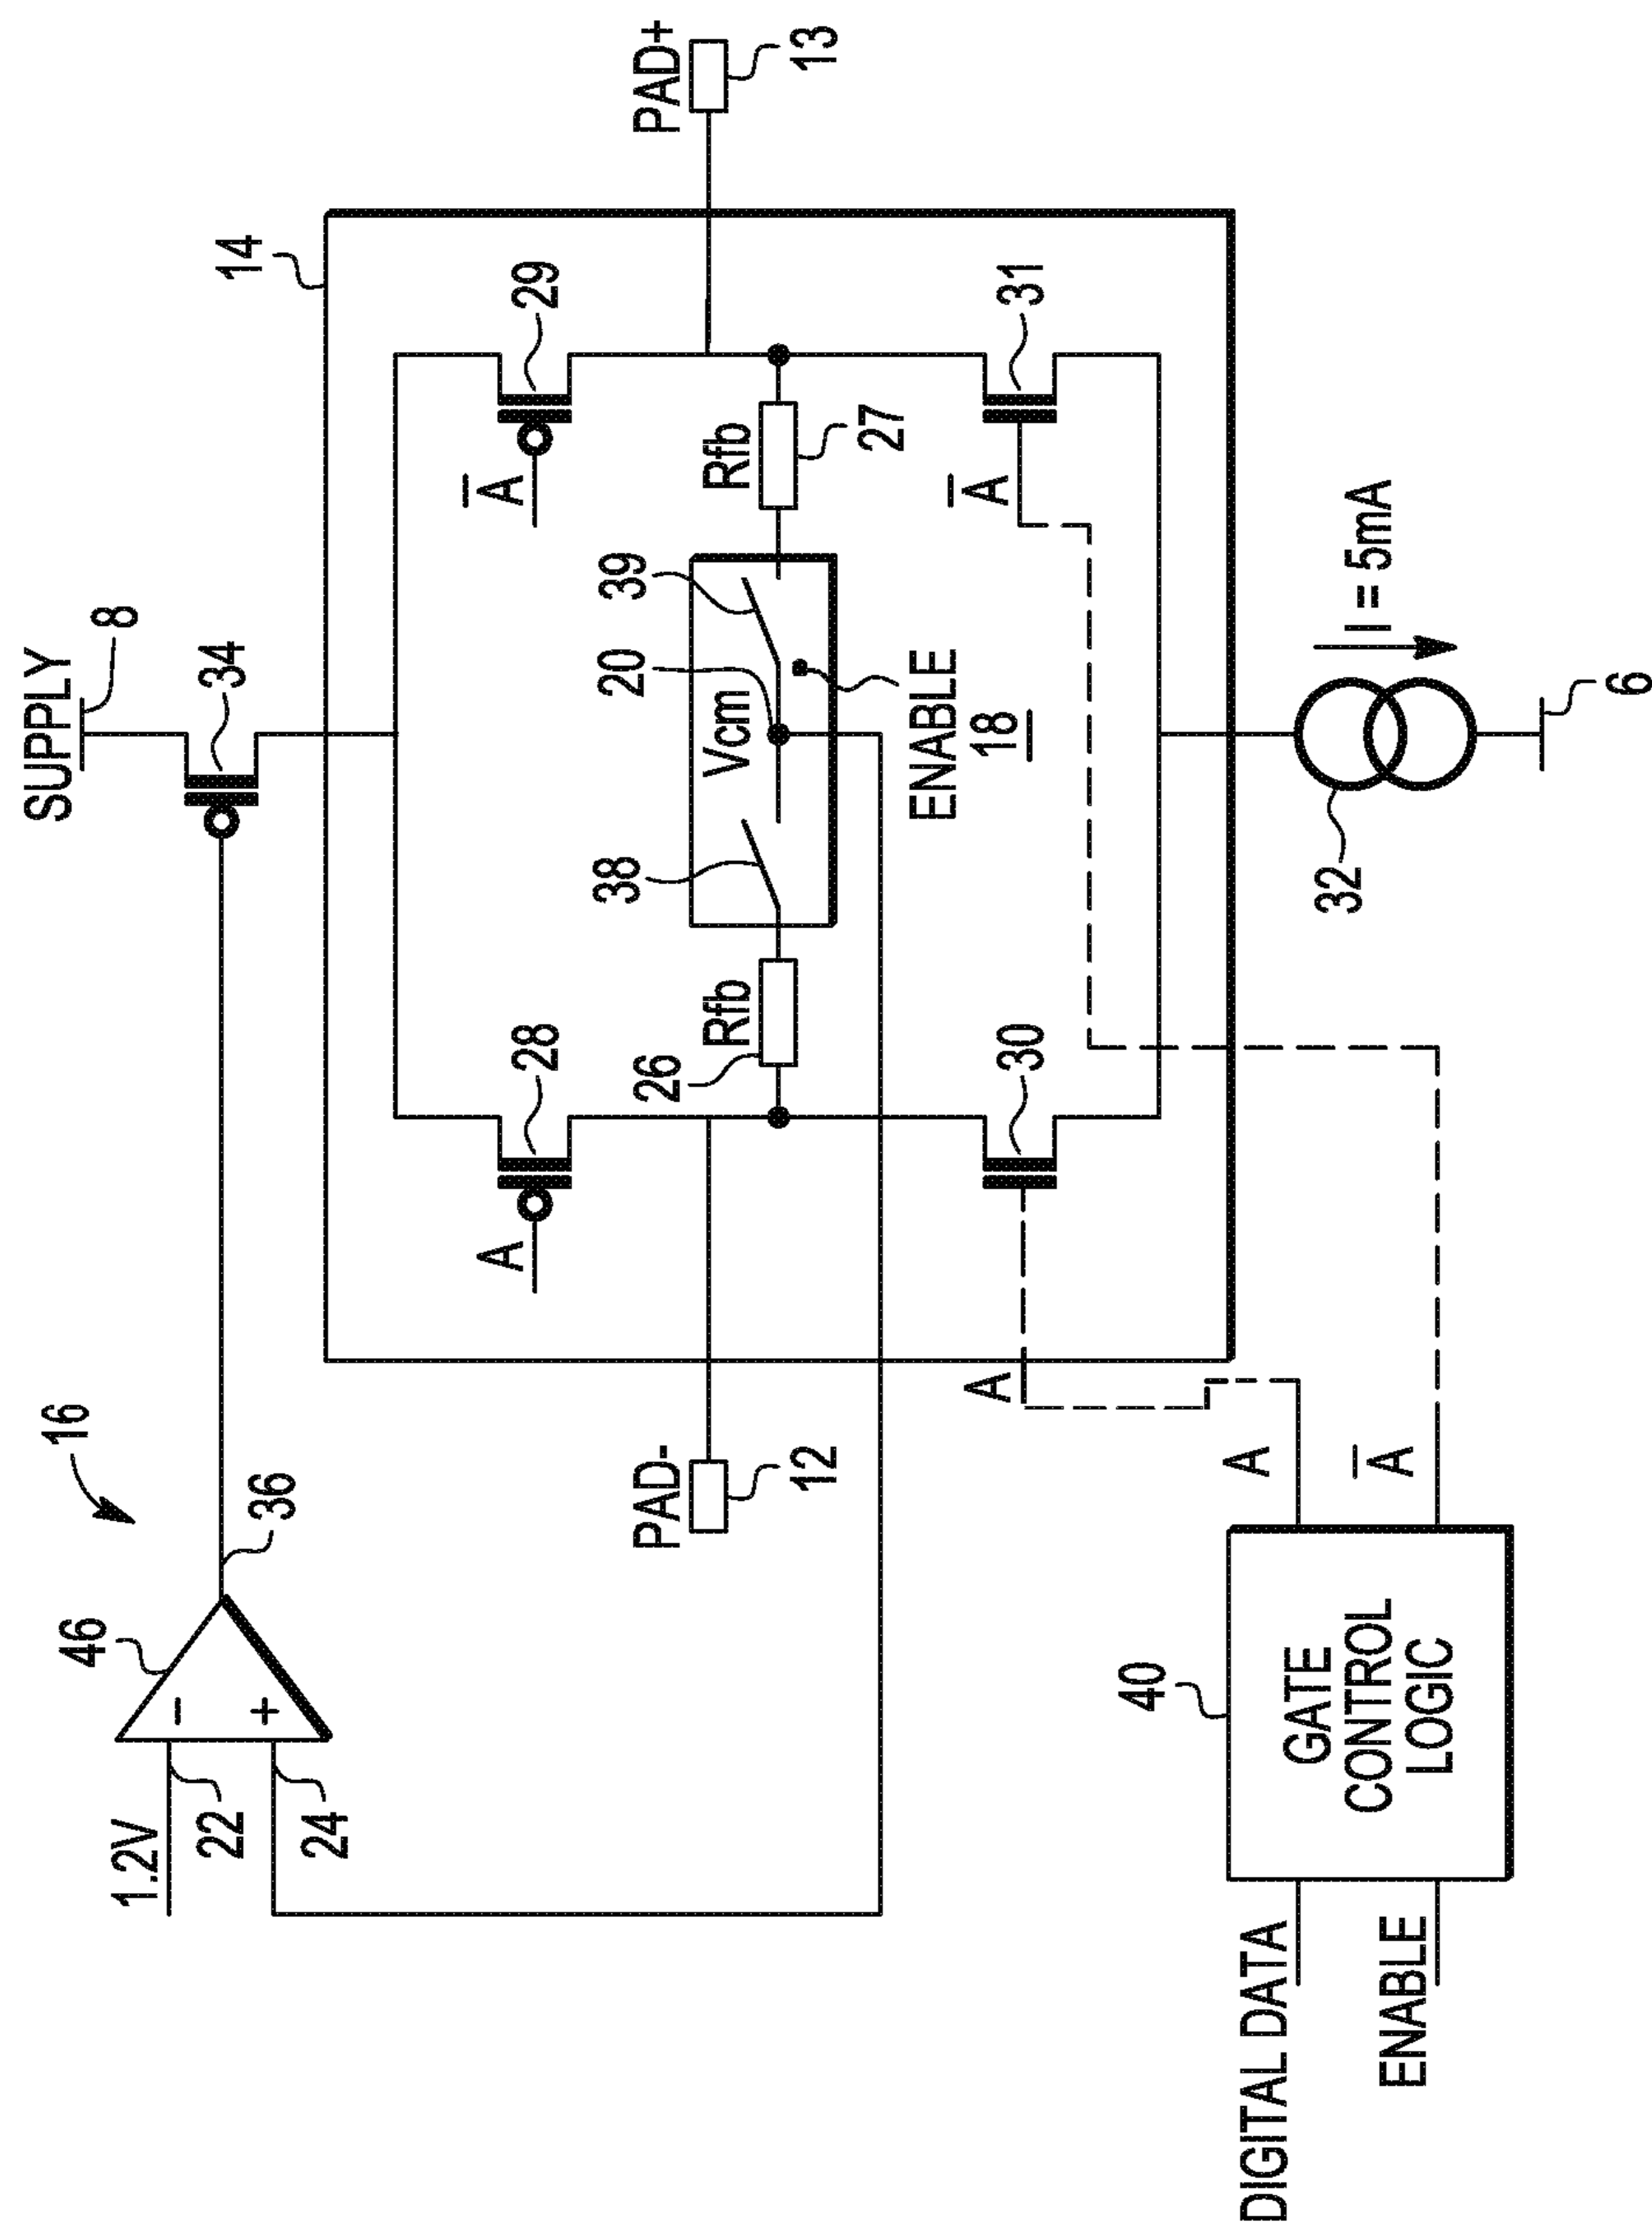 SUPPLY
8
34
16
46
−
+
1.2V
22
24
36
14
28
29
A
A̅
PAD-
12
PAD+
13
Rfb
26
Rfb
27
38
Vcm
20
39
ENABLE
18
30
31
A
A̅
I = 5mA
32
6
40
GATE
CONTROL
LOGIC
A
A̅
DIGITAL DATA
ENABLE